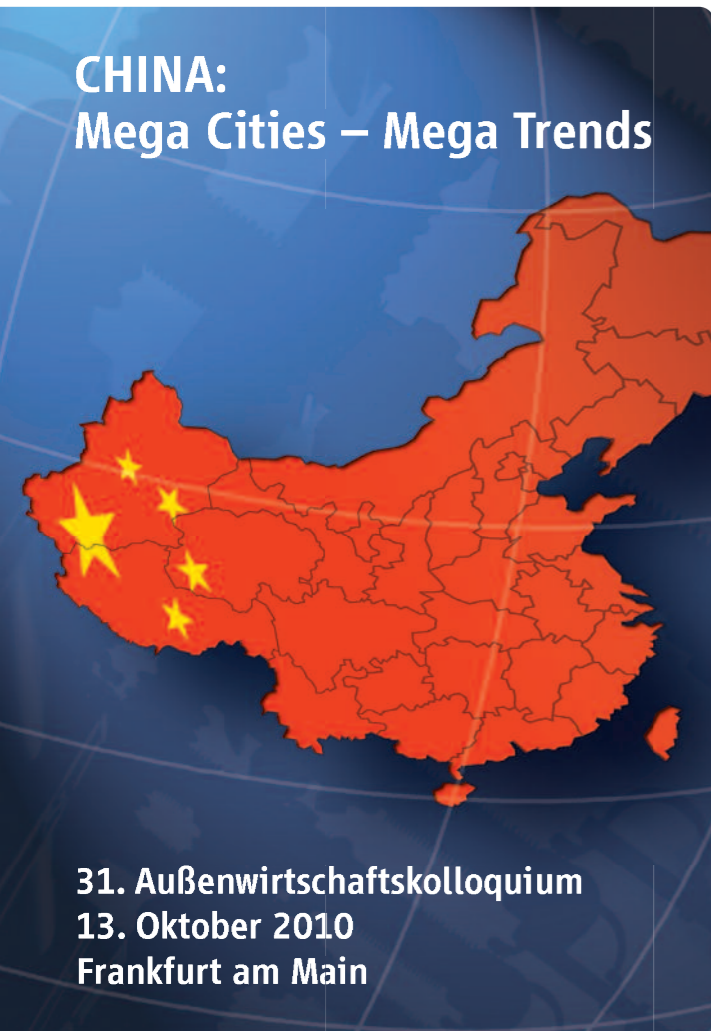 CHINA:
Mega Cities – Mega Trends
31. Außenwirtschaftskolloquium
13. Oktober 2010
Frankfurt am Main